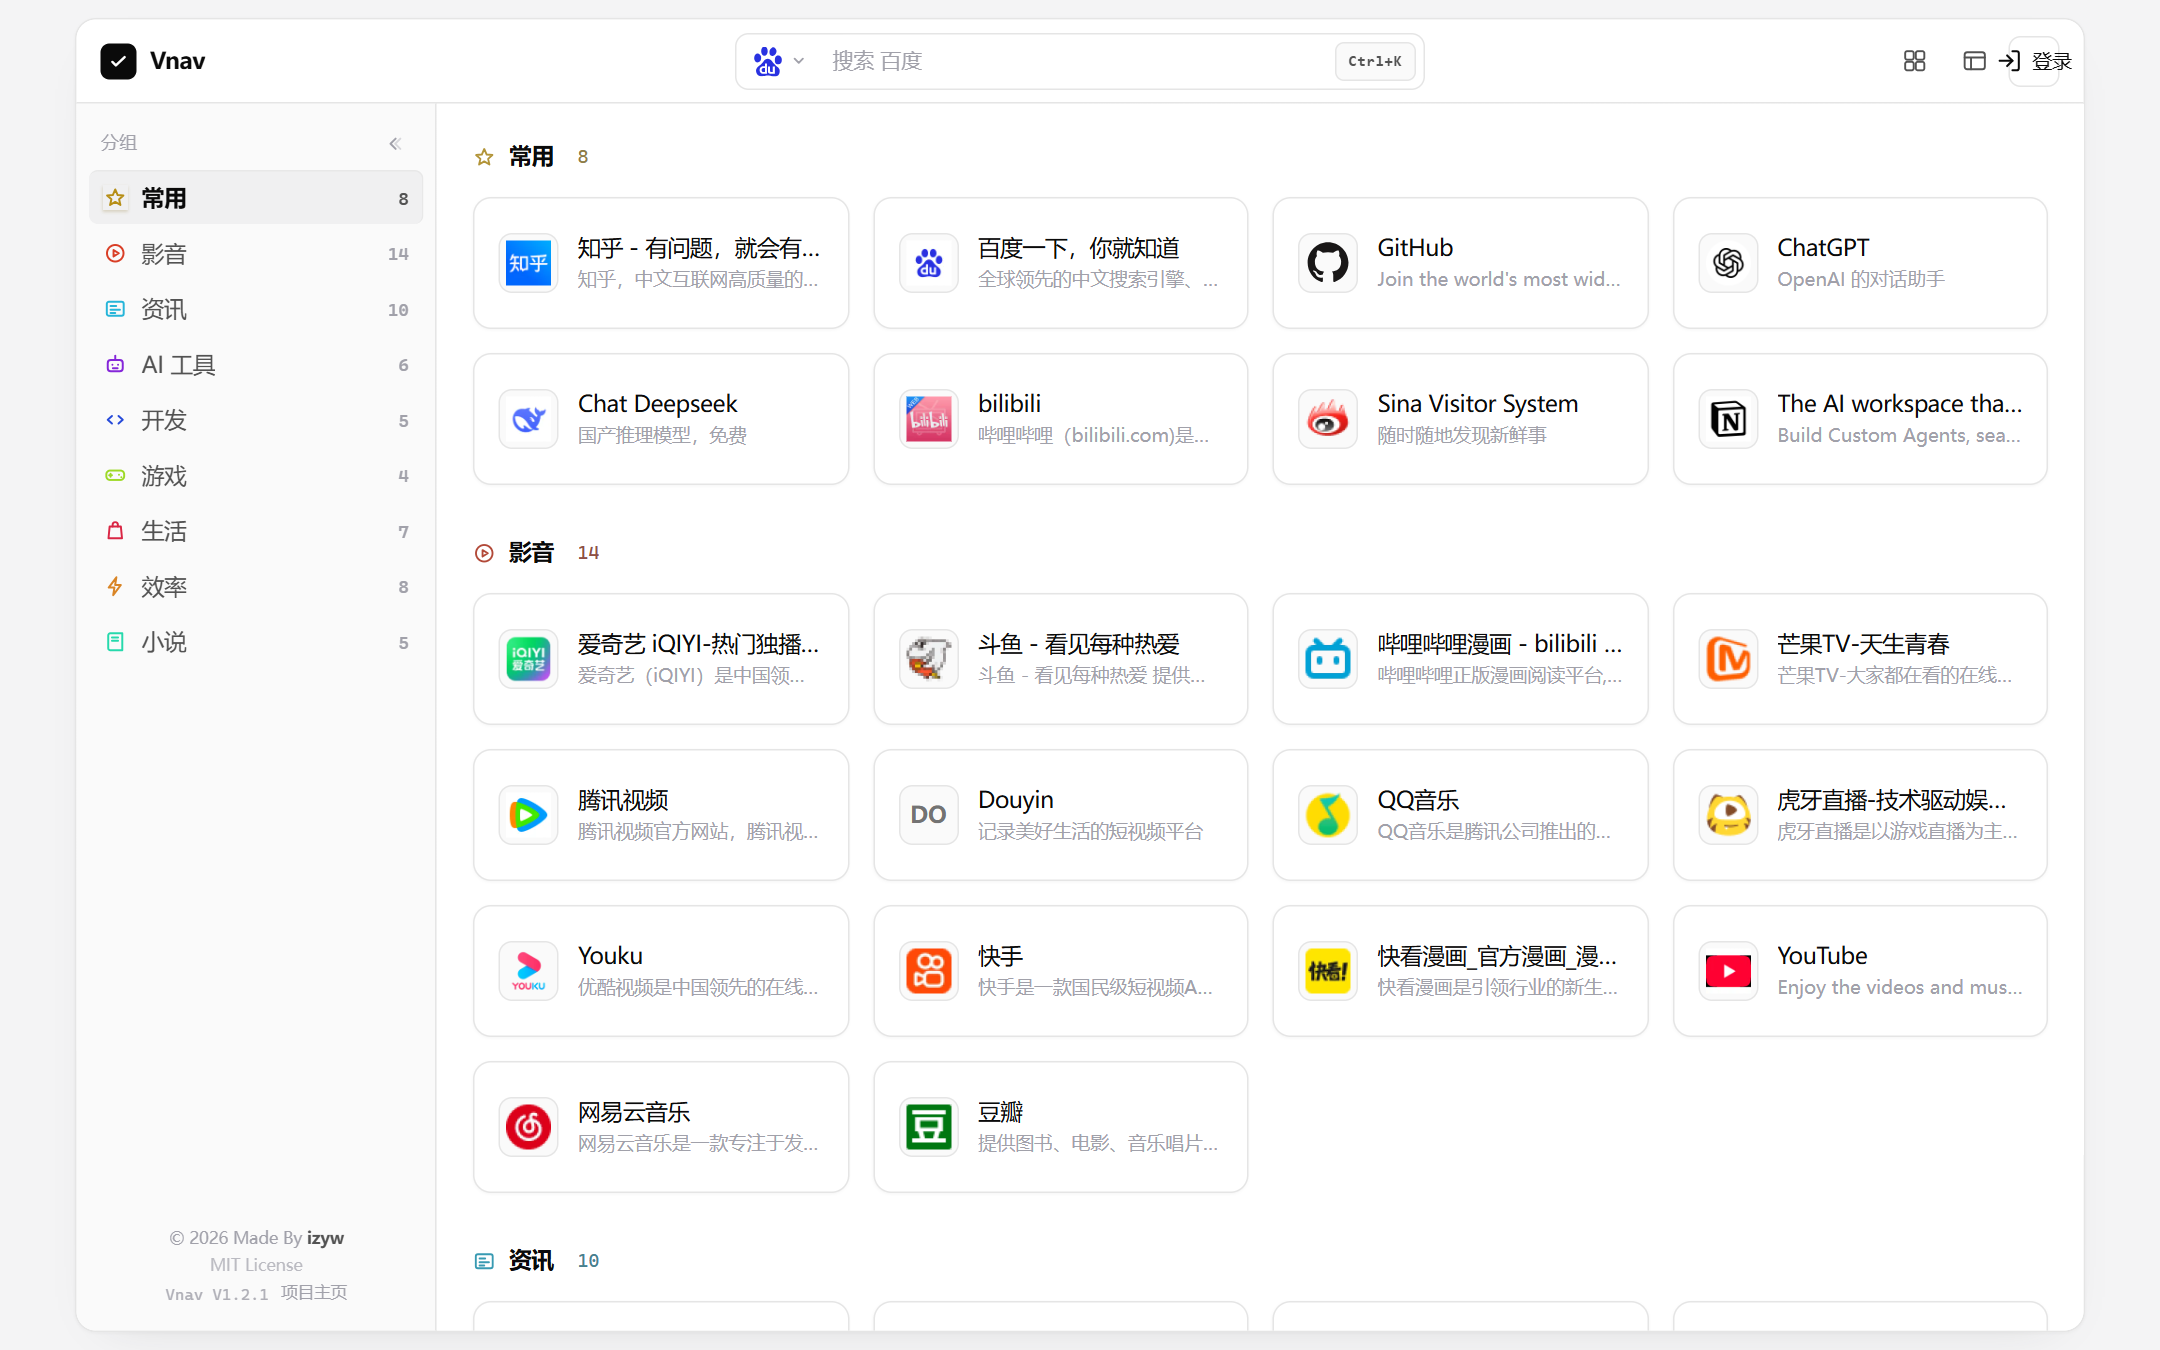 Vnav
搜索 百度
Ctrl+K
登录
分组
常用 8
影音 14
资讯 10
AI 工具 6
开发 5
游戏 4
生活 7
效率 8
小说 5
© 2026 Made By izyw
MIT License
Vnav V1.2.1 项目主页
常用 8
知乎
知乎 - 有问题，就会有...
知乎，中文互联网高质量的...
du
百度一下，你就知道
全球领先的中文搜索引擎、...
GitHub
Join the world's most wid...
ChatGPT
OpenAI 的对话助手
Chat Deepseek
国产推理模型，免费
bilibili
bilibili
哔哩哔哩（bilibili.com)是...
Sina Visitor System
随时随地发现新鲜事
The AI workspace tha...
Build Custom Agents, sea...
影音 14
iQIYI
爱奇艺
爱奇艺 iQIYI-热门独播...
爱奇艺（iQIYI）是中国领...
斗鱼 - 看见每种热爱
斗鱼 - 看见每种热爱 提供...
哔哩哔哩漫画 - bilibili ...
哔哩哔哩正版漫画阅读平台,...
芒果TV-天生青春
芒果TV-大家都在看的在线...
腾讯视频
腾讯视频官方网站，腾讯视...
DO
Douyin
记录美好生活的短视频平台
QQ音乐
QQ音乐是腾讯公司推出的...
虎牙直播-技术驱动娱...
虎牙直播是以游戏直播为主...
YOUKU
Youku
优酷视频是中国领先的在线...
快手
快手是一款国民级短视频A...
快看!
快看漫画_官方漫画_漫...
快看漫画是引领行业的新生...
YouTube
Enjoy the videos and mus...
网易云音乐
网易云音乐是一款专注于发...
豆
豆瓣
提供图书、电影、音乐唱片...
资讯 10